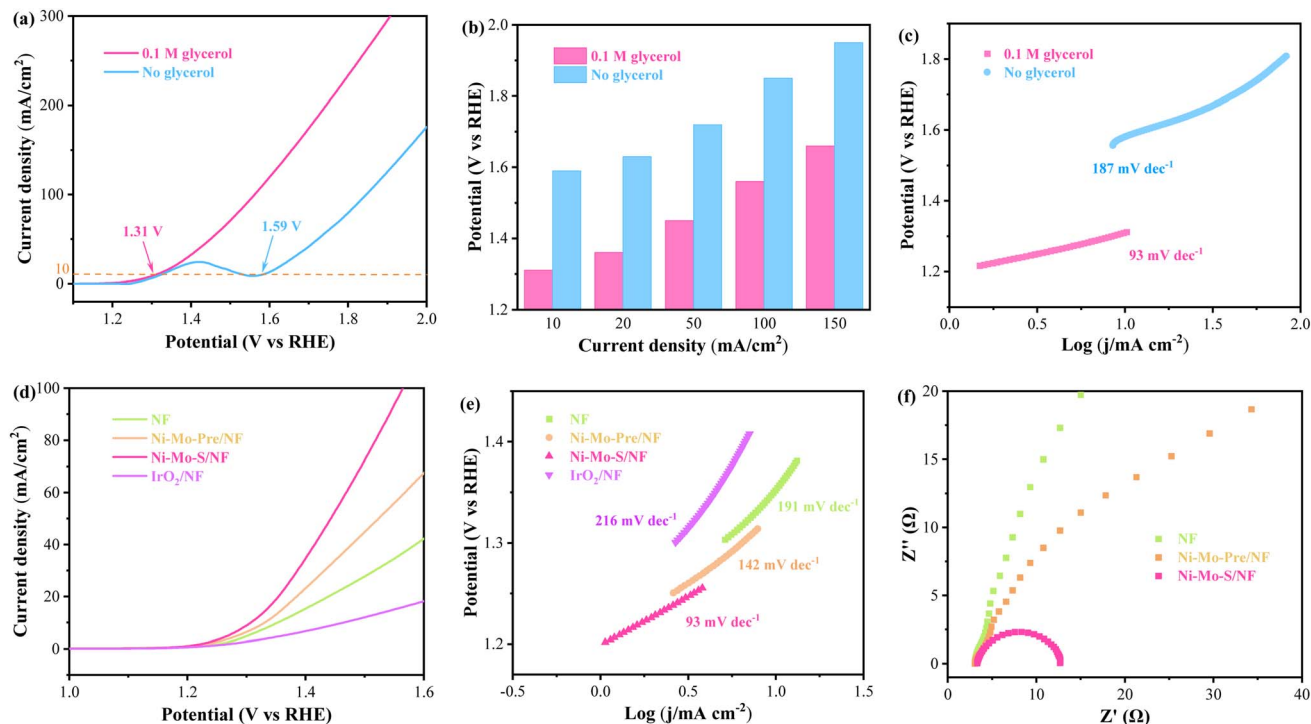 (a)
0.1 M glycerol
No glycerol
1.31 V
1.59 V
10
300
200
100
0
1.2
1.4
1.6
1.8
2.0
Current density (mA/cm²)
Potential (V vs RHE)
(b)
0.1 M glycerol
No glycerol
2.0
1.9
1.8
1.6
1.4
1.2
10
20
50
100
150
Potential (V vs RHE)
Current density (mA/cm²)
(c)
0.1 M glycerol
No glycerol
187 mV dec⁻¹
93 mV dec⁻¹
1.8
1.6
1.4
1.2
0.0
0.5
1.0
1.5
2.0
Potential (V vs RHE)
Log (j/mA cm⁻²)
(d)
NF
Ni-Mo-Pre/NF
Ni-Mo-S/NF
IrO₂/NF
100
80
60
40
20
0
1.0
1.2
1.4
1.6
Current density (mA/cm²)
Potential (V vs RHE)
(e)
NF
Ni-Mo-Pre/NF
Ni-Mo-S/NF
IrO₂/NF
216 mV dec⁻¹
191 mV dec⁻¹
142 mV dec⁻¹
93 mV dec⁻¹
1.4
1.3
1.2
-0.5
0.0
0.5
1.0
1.5
Potential (V vs RHE)
Log (j/mA cm⁻²)
(f)
NF
Ni-Mo-Pre/NF
Ni-Mo-S/NF
20
15
10
5
0
0
10
20
30
40
Z'' (Ω)
Z' (Ω)